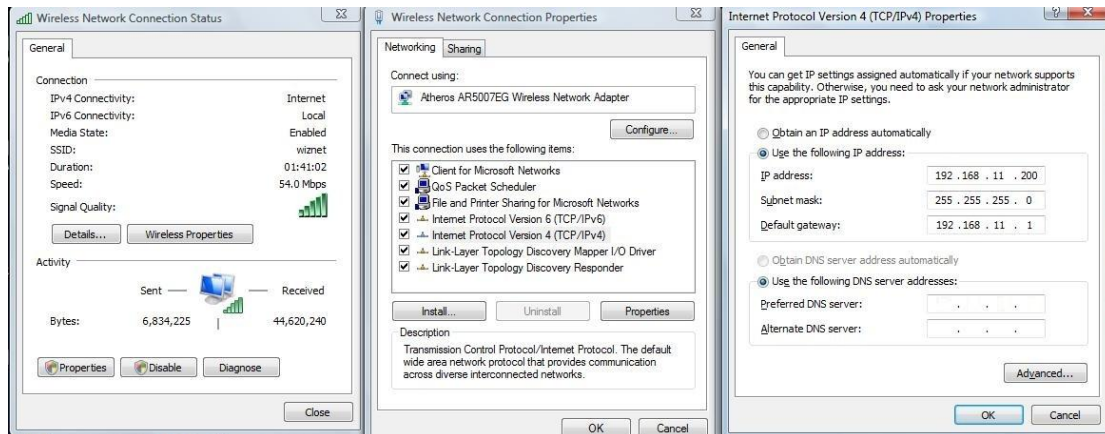 Wireless Network Connection Status
General
Connection
IPv4 Connectivity: Internet
IPv6 Connectivity: Local
Media State: Enabled
SSID: wiznet
Duration: 01:41:02
Speed: 54.0 Mbps
Signal Quality:
Details... Wireless Properties
Activity
Sent Received
Bytes: 6,834,225 44,620,240
Properties Disable Diagnose
Close
Wireless Network Connection Properties
Networking Sharing
Connect using:
Atheros AR5007EG Wireless Network Adapter
Configure...
This connection uses the following items:
Client for Microsoft Networks
QoS Packet Scheduler
File and Printer Sharing for Microsoft Networks
Internet Protocol Version 6 (TCP/IPv6)
Internet Protocol Version 4 (TCP/IPv4)
Link-Layer Topology Discovery Mapper I/O Driver
Link-Layer Topology Discovery Responder
Install... Uninstall Properties
Description
Transmission Control Protocol/Internet Protocol. The default
wide area network protocol that provides communication
across diverse interconnected networks.
OK Cancel
Internet Protocol Version 4 (TCP/IPv4) Properties
General
You can get IP settings assigned automatically if your network supports
this capability. Otherwise, you need to ask your network administrator
for the appropriate IP settings.
Obtain an IP address automatically
Use the following IP address:
IP address: 192 . 168 . 11 . 200
Subnet mask: 255 . 255 . 255 . 0
Default gateway: 192 . 168 . 11 . 1
Obtain DNS server address automatically
Use the following DNS server addresses:
Preferred DNS server: . . .
Alternate DNS server: . . .
Advanced...
OK Cancel